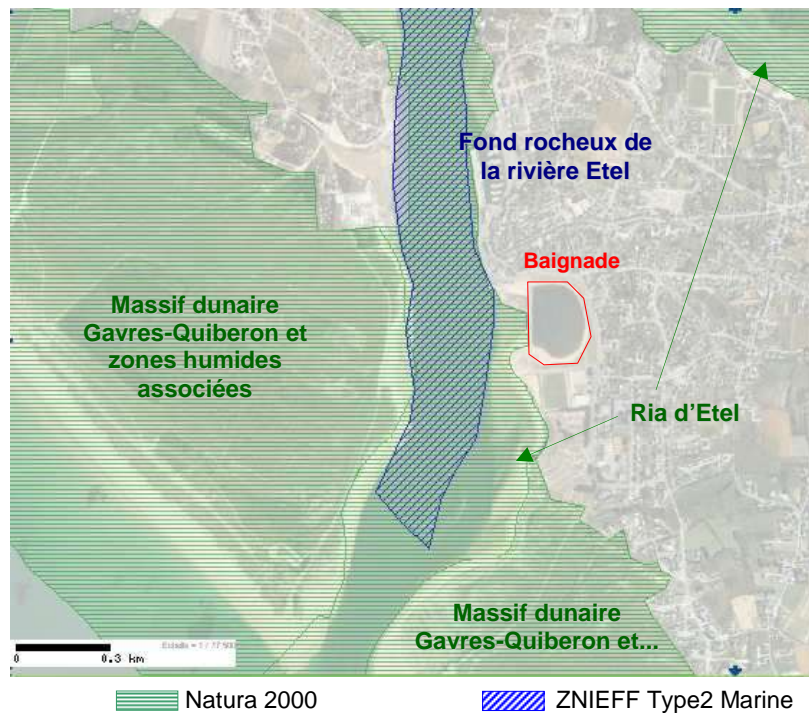 Fond rocheux de
la rivière Etel
Baignade
Massif dunaire
Gavres-Quiberon et
zones humides
associées
Ria d'Etel
Massif dunaire
Gavres-Quiberon et...
0 0.3 km
Natura 2000
ZNIEFF Type2 Marine